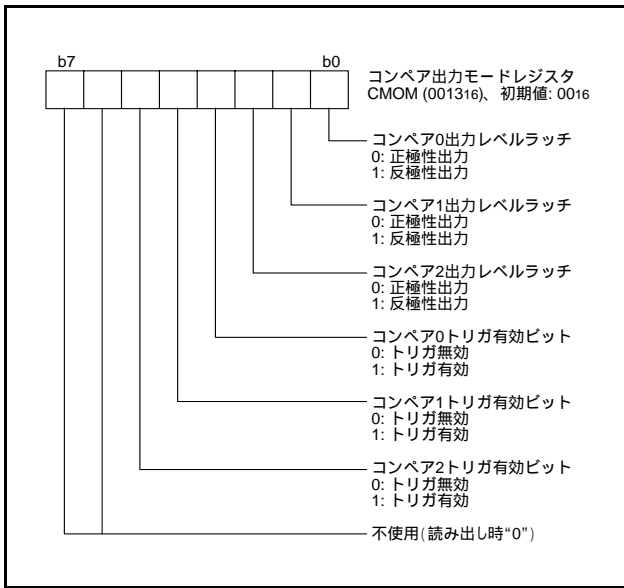 b7 b0
コンペア出力モードレジスタ
CMOM (001316)、初期値: 0016
コンペア0出力レベルラッチ
0: 正極性出力
1: 反極性出力
コンペア1出力レベルラッチ
0: 正極性出力
1: 反極性出力
コンペア2出力レベルラッチ
0: 正極性出力
1: 反極性出力
コンペア0トリガ有効ビット
0: トリガ無効
1: トリガ有効
コンペア1トリガ有効ビット
0: トリガ無効
1: トリガ有効
コンペア2トリガ有効ビット
0: トリガ無効
1: トリガ有効
不使用(読み出し時“0”)